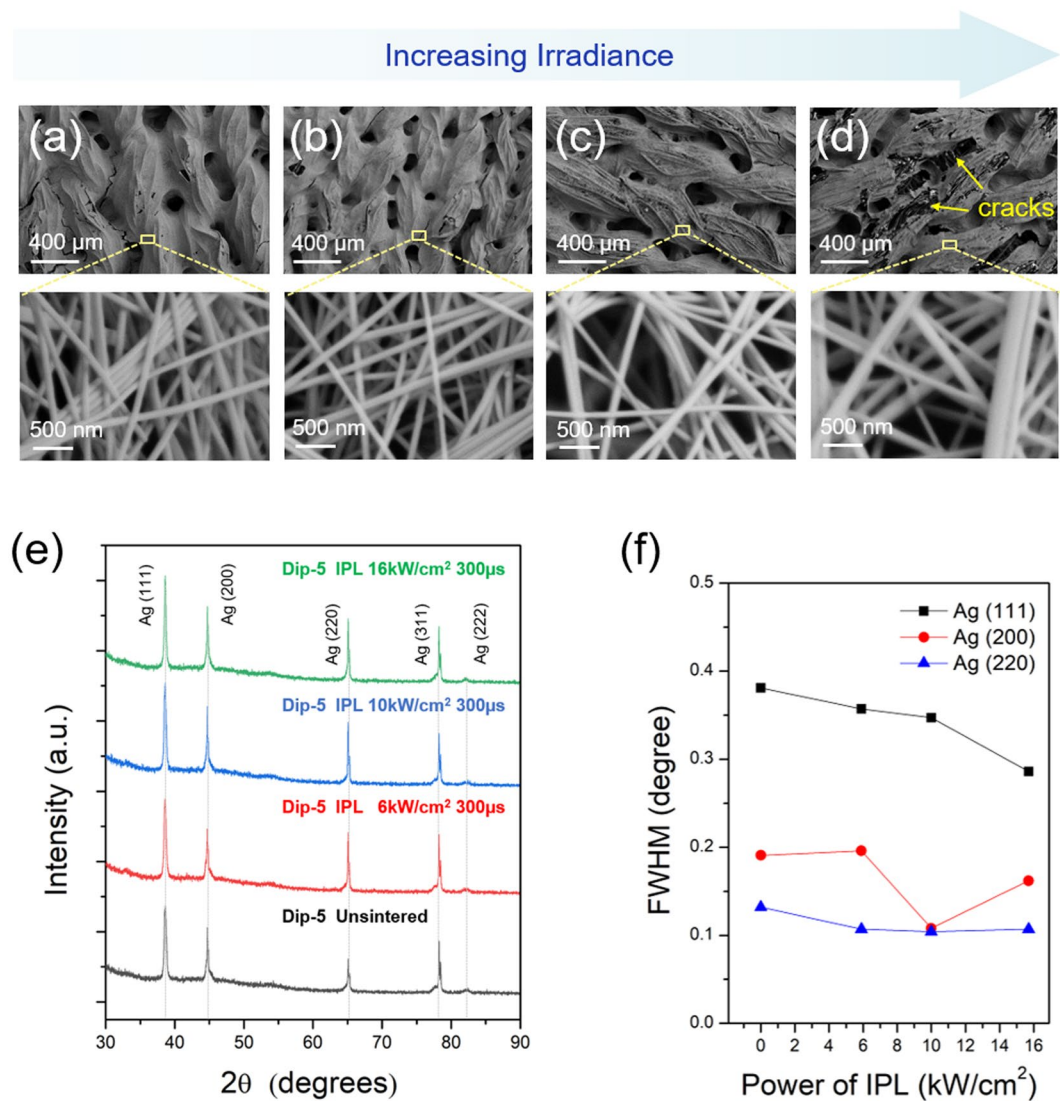 Increasing Irradiance
(a)
400 µm
(b)
400 µm
(c)
400 µm
(d)
cracks
400 µm
500 nm
500 nm
500 nm
500 nm
(e)
Dip-5 IPL 16kW/cm² 300µs
Ag (111)
Ag (200)
Ag (220)
Ag (311)
Ag (222)
Dip-5 IPL 10kW/cm² 300µs
Dip-5 IPL 6kW/cm² 300µs
Dip-5 Unsintered
Intensity (a.u.)
30 40 50 60 70 80 90
2θ (degrees)
(f)
Ag (111)
Ag (200)
Ag (220)
0.5
0.4
0.3
0.2
0.1
0.0
FWHM (degree)
0 2 4 6 8 10 12 14 16
Power of IPL (kW/cm²)